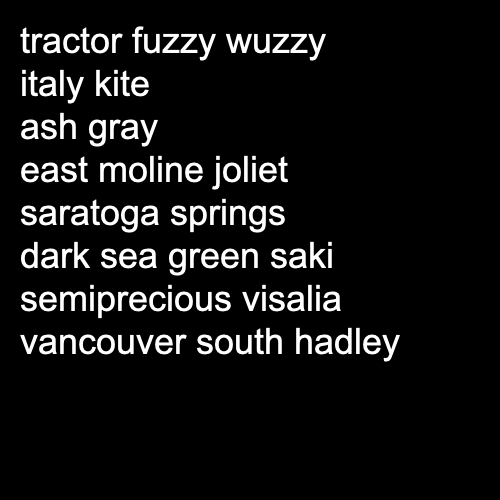 tractor fuzzy wuzzy
italy kite
ash gray
east moline joliet
saratoga springs
dark sea green saki
semiprecious visalia
vancouver south hadley